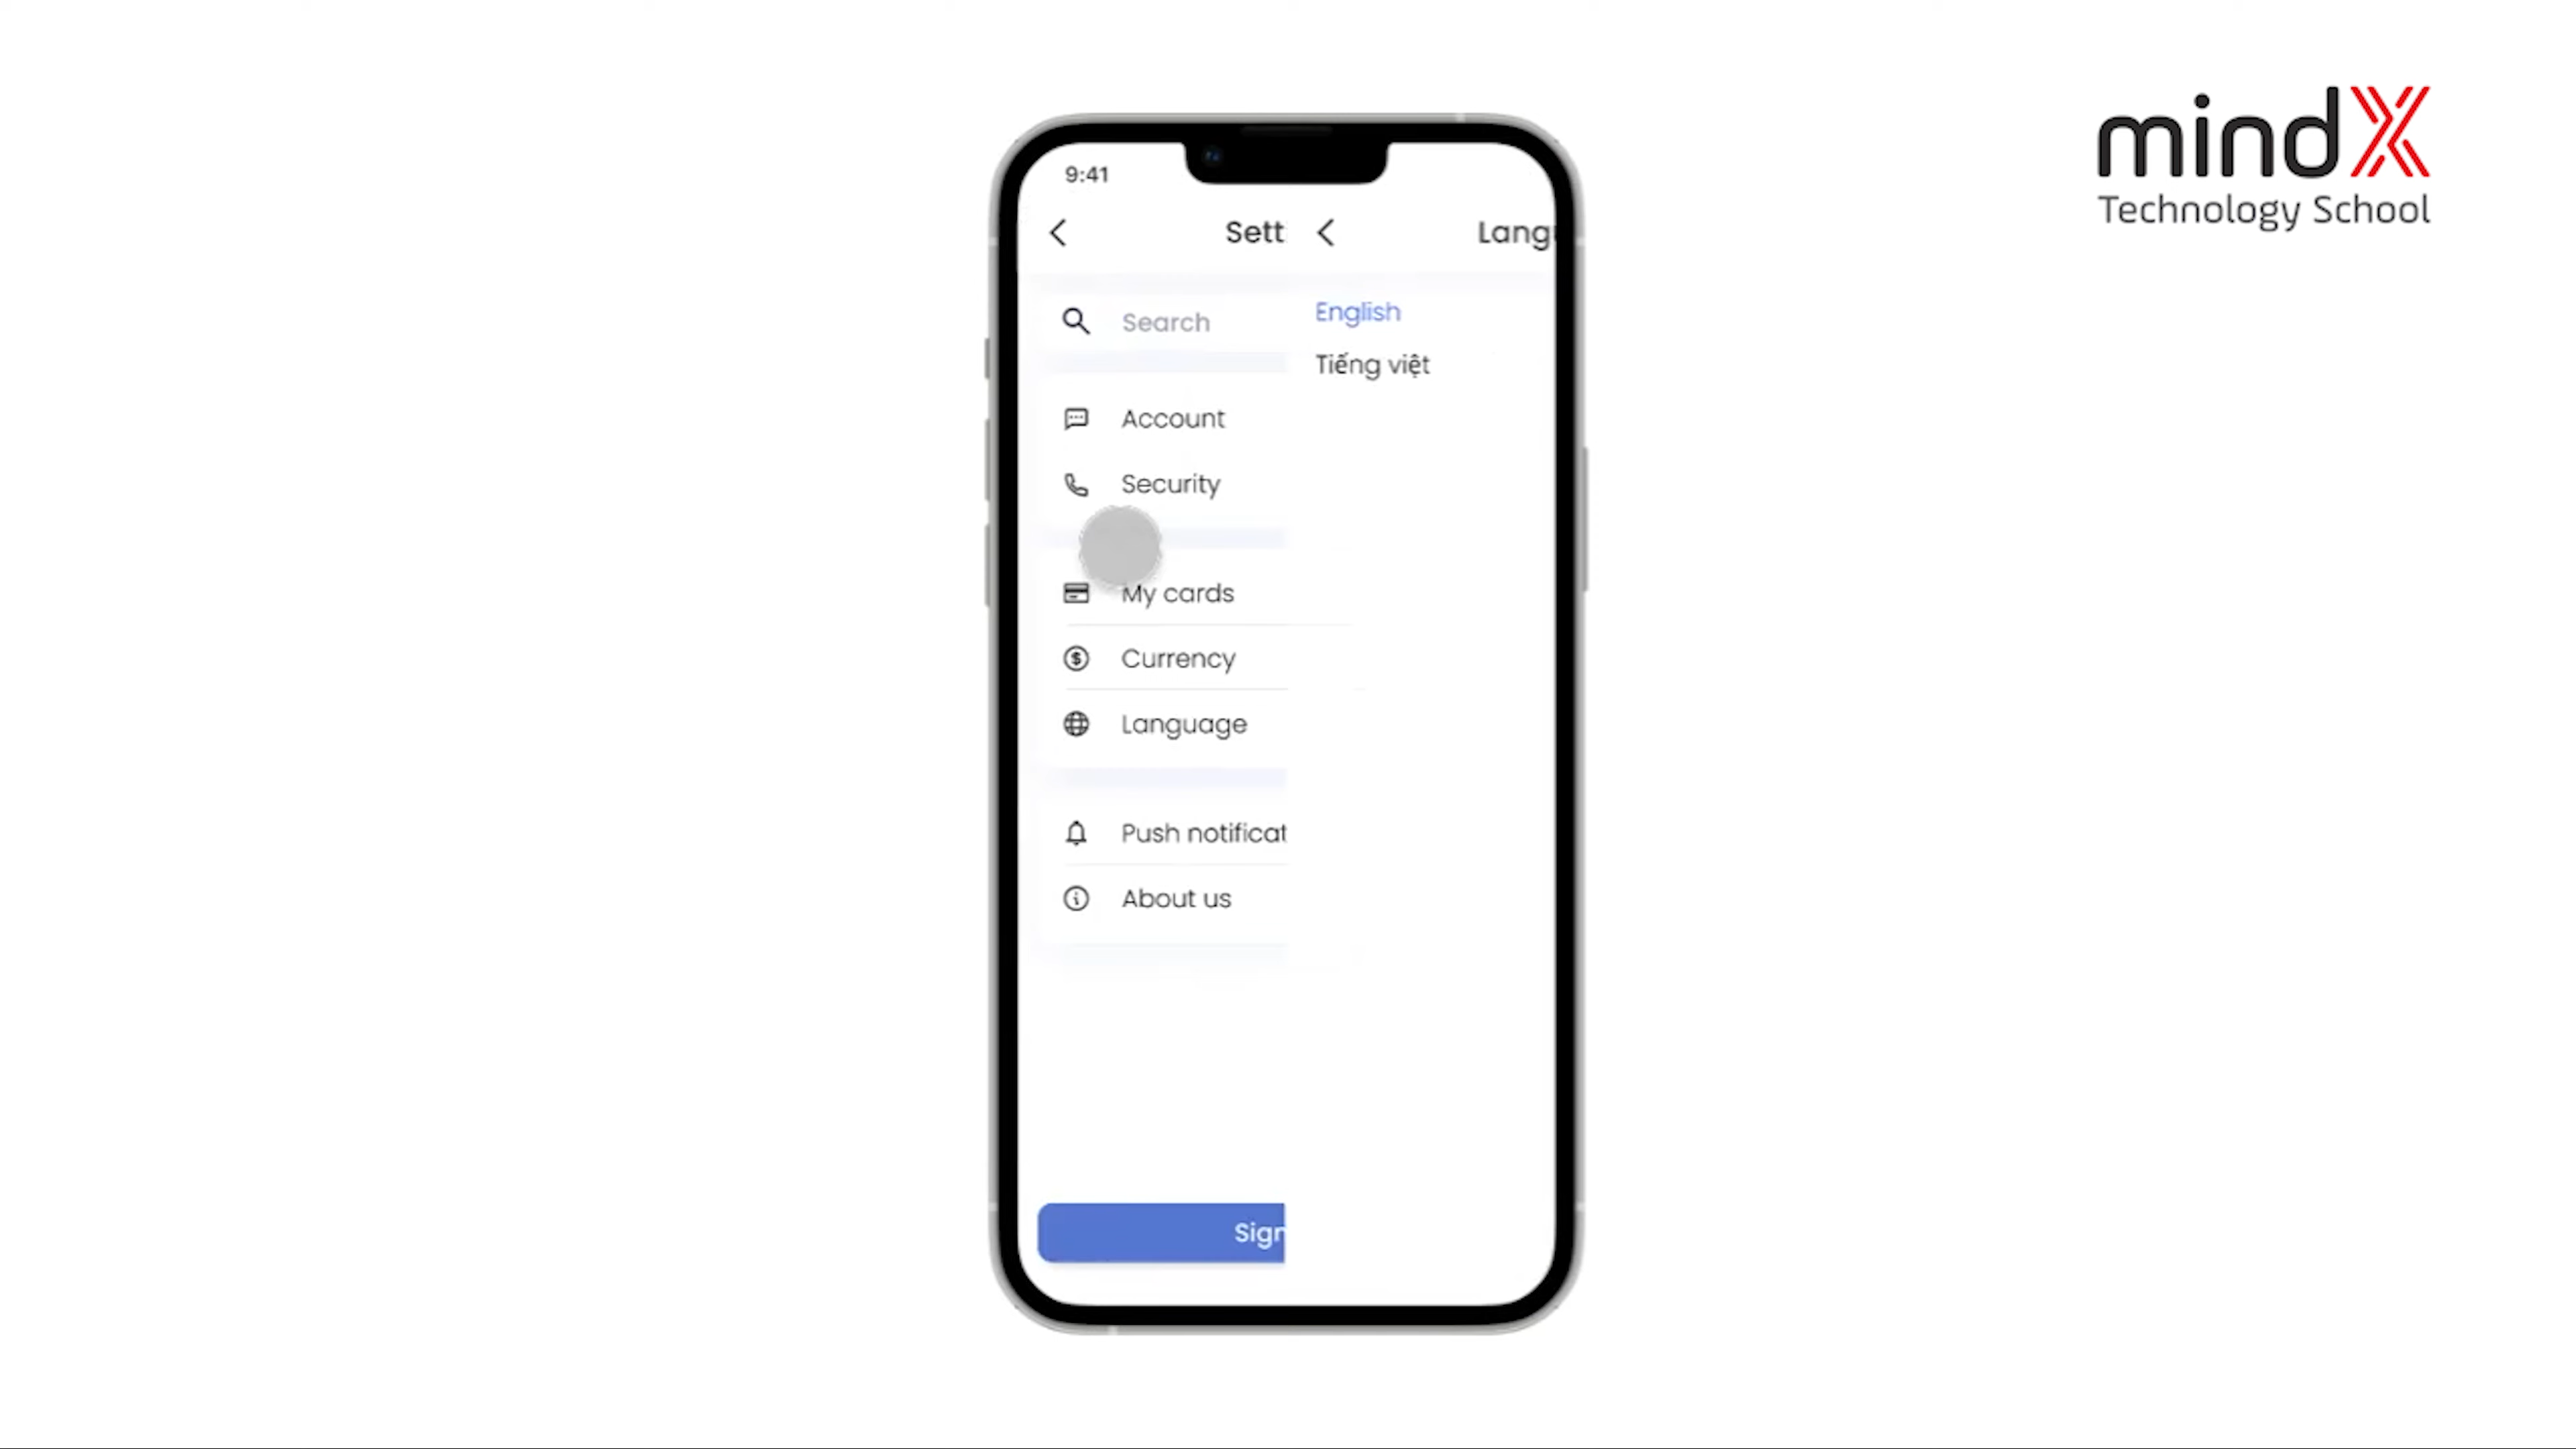 mindX
Technology School
9:41
Sett
Lang
Search
English
Tiếng việt
Account
Security
My cards
Currency
Language
Push notificat
About us
Sign